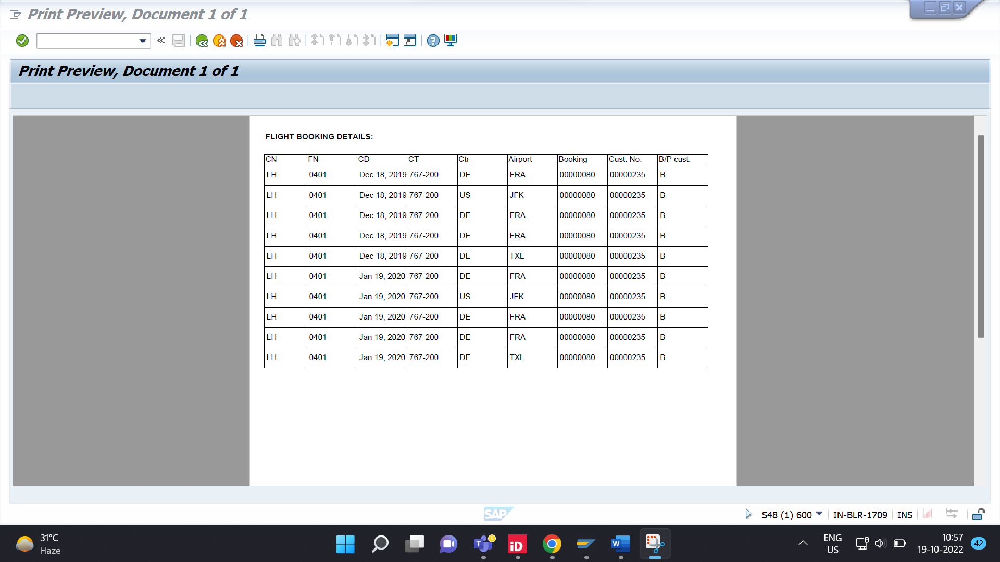 Print Preview, Document 1 of 1
Print Preview, Document 1 of 1
FLIGHT BOOKING DETAILS:
CN FN CD CT Ctr Airport Booking Cust. No. B/P cust.
LH 0401 Dec 18, 2019 767-200 DE FRA 00000080 00000235 B
LH 0401 Dec 18, 2019 767-200 US JFK 00000080 00000235 B
LH 0401 Dec 18, 2019 767-200 DE FRA 00000080 00000235 B
LH 0401 Dec 18, 2019 767-200 DE FRA 00000080 00000235 B
LH 0401 Dec 18, 2019 767-200 DE TXL 00000080 00000235 B
LH 0401 Jan 19, 2020 767-200 DE FRA 00000080 00000235 B
LH 0401 Jan 19, 2020 767-200 US JFK 00000080 00000235 B
LH 0401 Jan 19, 2020 767-200 DE FRA 00000080 00000235 B
LH 0401 Jan 19, 2020 767-200 DE FRA 00000080 00000235 B
LH 0401 Jan 19, 2020 767-200 DE TXL 00000080 00000235 B
SAP S48 (1) 600 IN-BLR-1709 INS
31°C
Haze
T
iD
W
ENG
US
10:57
19-10-2022
42